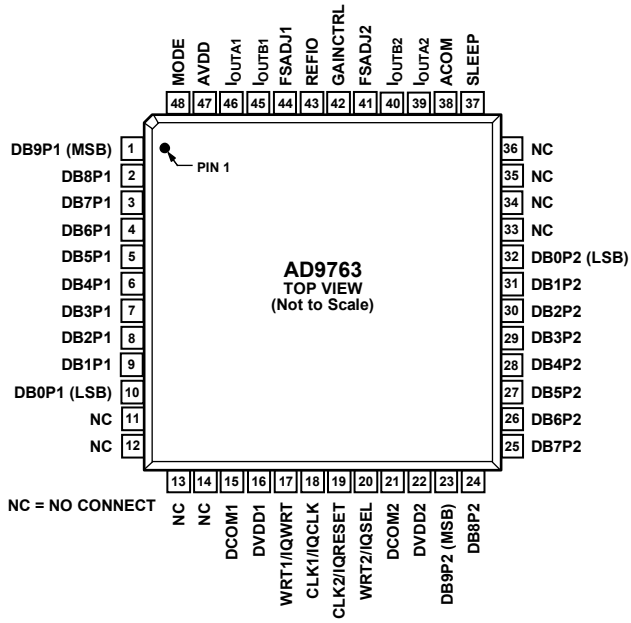 MODE
AVDD
IOUTA1
IOUTB1
FSADJ1
REFIO
GAINCTRL
FSADJ2
IOUTB2
IOUTA2
ACOM
SLEEP
48 47 46 45 44 43 42 41 40 39 38 37
DB9P1 (MSB) 1
DB8P1 2
DB7P1 3
DB6P1 4
DB5P1 5
DB4P1 6
DB3P1 7
DB2P1 8
DB1P1 9
DB0P1 (LSB) 10
NC 11
NC 12
PIN 1
AD9763
TOP VIEW
(Not to Scale)
36 NC
35 NC
34 NC
33 NC
32 DB0P2 (LSB)
31 DB1P2
30 DB2P2
29 DB3P2
28 DB4P2
27 DB5P2
26 DB6P2
25 DB7P2
13 14 15 16 17 18 19 20 21 22 23 24
NC
NC
DCOM1
DVDD1
WRT1/IQWRT
CLK1/IQCLK
CLK2/IQRESET
WRT2/IQSEL
DCOM2
DVDD2
DB9P2 (MSB)
DB8P2
NC = NO CONNECT